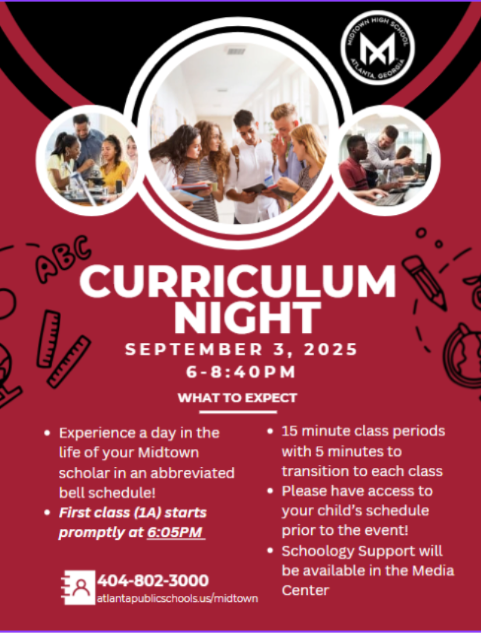 MIDTOWN HIGH SCHOOL
ATLANTA, GEORGIA
ABC
CURRICULUM
NIGHT
SEPTEMBER 3, 2025
6-8:40PM
WHAT TO EXPECT
• Experience a day in the
life of your Midtown
scholar in an abbreviated
bell schedule!
• First class (1A) starts
promptly at 6:05PM
• 15 minute class periods
with 5 minutes to
transition to each class
• Please have access to
your child's schedule
prior to the event!
• Schoology Support will
be available in the Media
Center
404-802-3000
atlantapublicschools.us/midtown